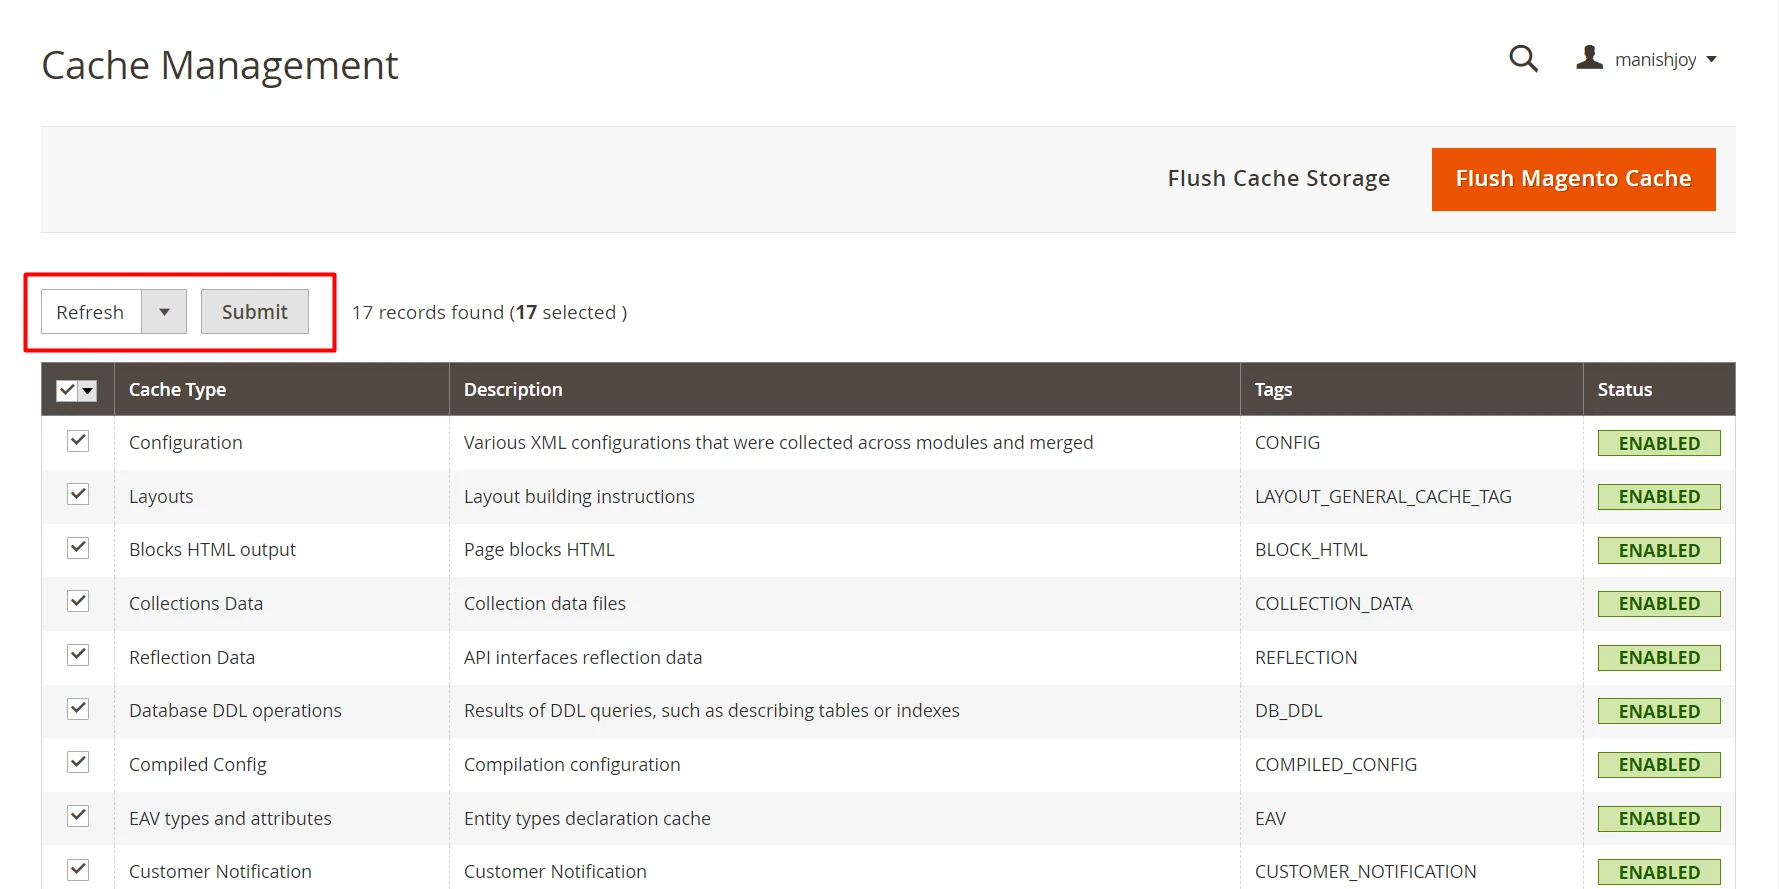 Cache Management
manishjoy
Flush Cache Storage Flush Magento Cache
Refresh Submit 17 records found (17 selected )
Cache Type Description Tags Status
Configuration Various XML configurations that were collected across modules and merged CONFIG ENABLED
Layouts Layout building instructions LAYOUT_GENERAL_CACHE_TAG ENABLED
Blocks HTML output Page blocks HTML BLOCK_HTML ENABLED
Collections Data Collection data files COLLECTION_DATA ENABLED
Reflection Data API interfaces reflection data REFLECTION ENABLED
Database DDL operations Results of DDL queries, such as describing tables or indexes DB_DDL ENABLED
Compiled Config Compilation configuration COMPILED_CONFIG ENABLED
EAV types and attributes Entity types declaration cache EAV ENABLED
Customer Notification Customer Notification CUSTOMER_NOTIFICATION ENABLED